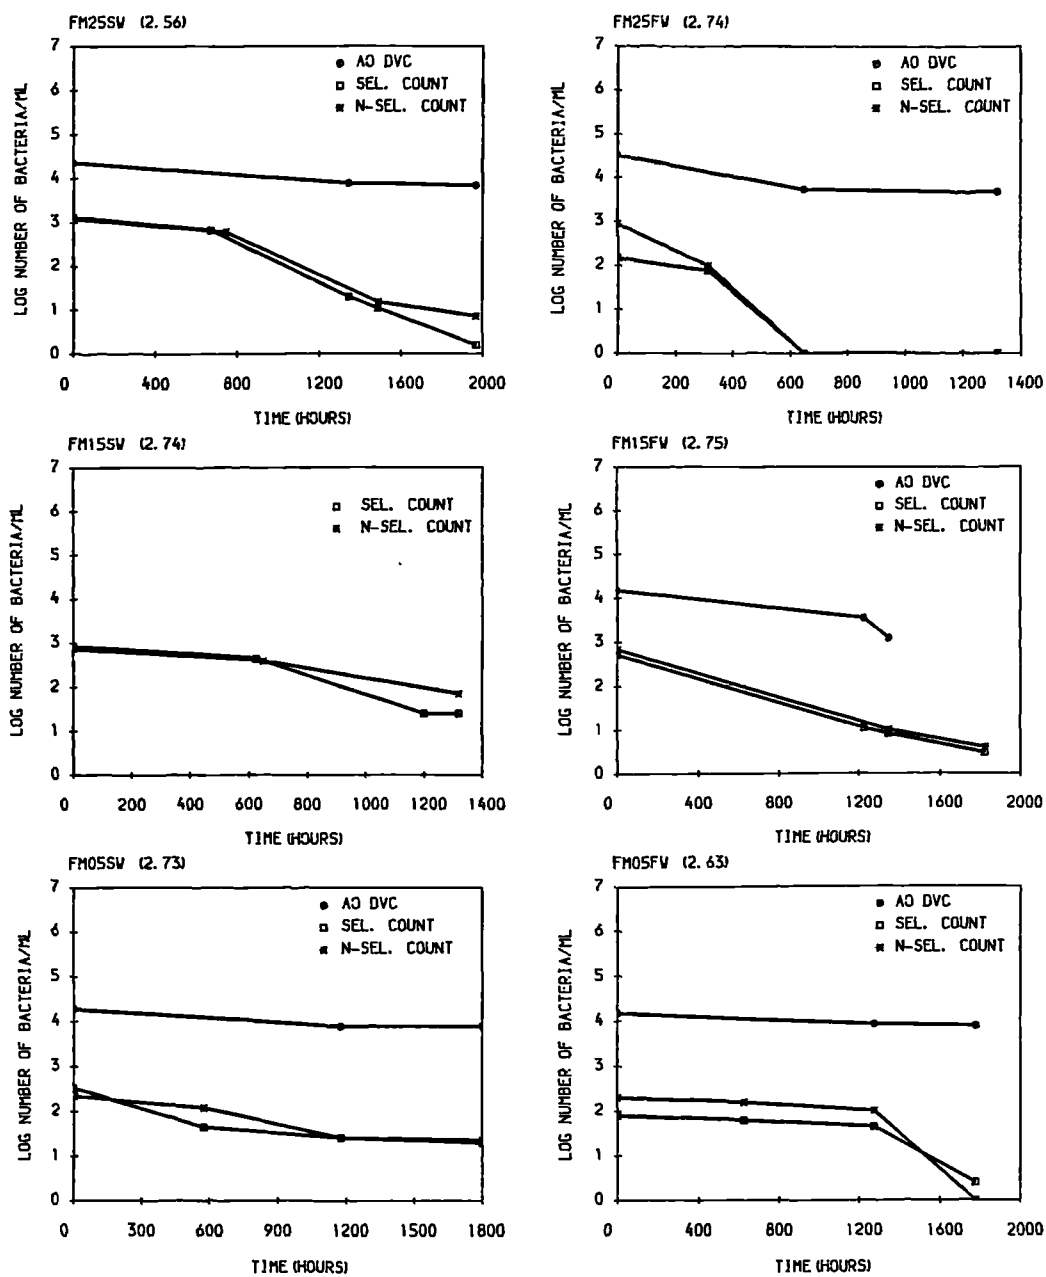 FM25SW (2.56)
LOG NUMBER OF BACTERIA/ML
7
6
5
4
3
2
1
0
AO DVC
SEL. COUNT
N-SEL. COUNT
0 400 800 1200 1600 2000
TIME (HOURS)
FM25FW (2.74)
LOG NUMBER OF BACTERIA/ML
7
6
5
4
3
2
1
0
AO DVC
SEL. COUNT
N-SEL. COUNT
0 200 400 600 800 1000 1200 1400
TIME (HOURS)
FM15SW (2.74)
LOG NUMBER OF BACTERIA/ML
7
6
5
4
3
2
1
0
SEL. COUNT
N-SEL. COUNT
0 200 400 600 800 1000 1200 1400
TIME (HOURS)
FM15FW (2.75)
LOG NUMBER OF BACTERIA/ML
7
6
5
4
3
2
1
0
AO DVC
SEL. COUNT
N-SEL. COUNT
0 400 800 1200 1600 2000
TIME (HOURS)
FM05SW (2.73)
LOG NUMBER OF BACTERIA/ML
7
6
5
4
3
2
1
0
AO DVC
SEL. COUNT
N-SEL. COUNT
0 300 600 900 1200 1500 1800
TIME (HOURS)
FM05FW (2.63)
LOG NUMBER OF BACTERIA/ML
7
6
5
4
3
2
1
0
AO DVC
SEL. COUNT
N-SEL. COUNT
0 400 800 1200 1600 2000
TIME (HOURS)